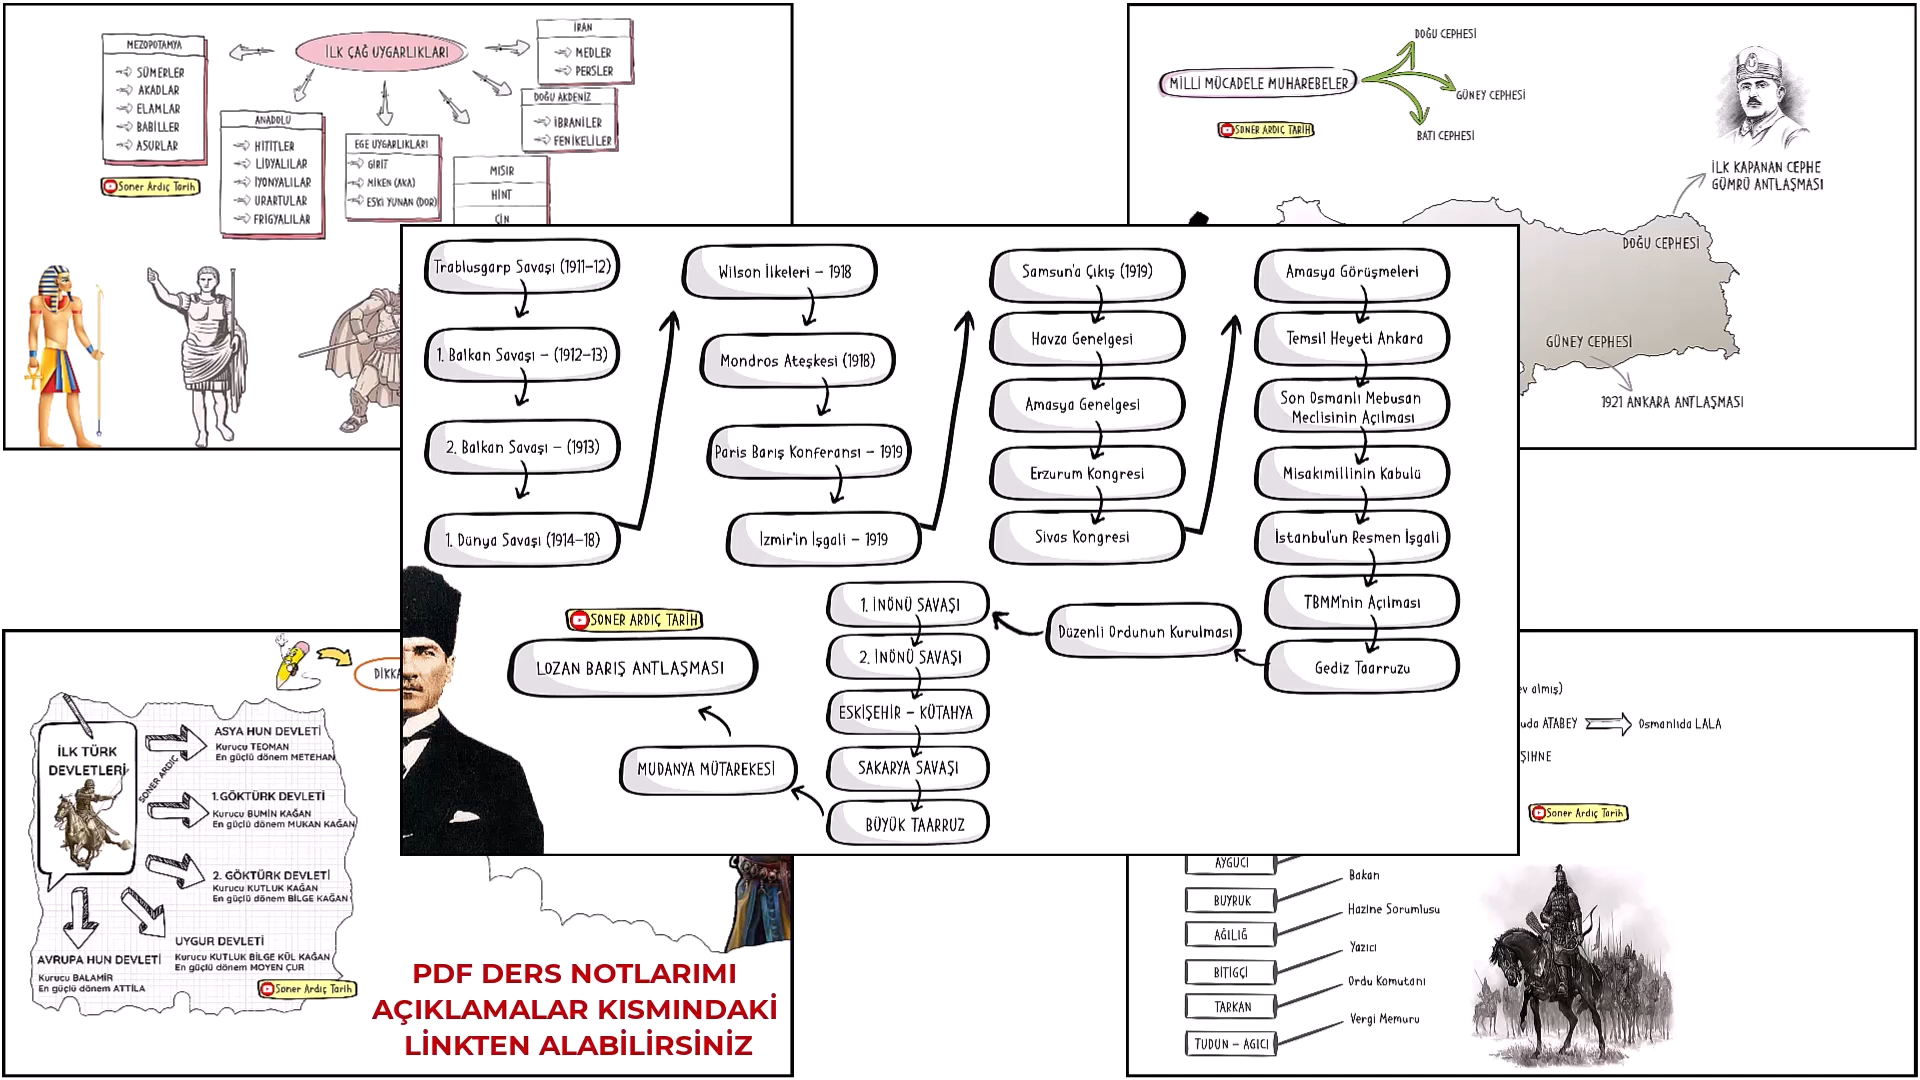 İLK ÇAĞ UYGARLIKLARI
MEZOPOTAMYA
SÜMERLER
AKADLAR
ELAMLAR
BABİLLER
ASURLAR
Soner Ardıç Tarih
ANADOLU
HİTİTLER
LİDYALILAR
İYONYALILAR
URARTULAR
FRİGYALILAR
EGE UYGARLIKLARI
GİRİT
MİKEN (AKA)
ESKİ YUNAN (DOR)
MISIR
HİNT
ÇİN
İRAN
MEDLER
PERSLER
DOĞU AKDENİZ
İBRANİLER
FENİKELİLER
MİLLİ MÜCADELE MUHAREBELER
DOĞU CEPHESİ
GÜNEY CEPHESİ
BATI CEPHESİ
SONER ARDIÇ TARİH
İLK KAPANAN CEPHE
GÜMRÜ ANTLAŞMASI
DOĞU CEPHESİ
GÜNEY CEPHESİ
1921 ANKARA ANTLAŞMASI
Trablusgarp Savaşı (1911-12)
1. Balkan Savaşı - (1912-13)
2. Balkan Savaşı - (1913)
1. Dünya Savaşı (1914-18)
Wilson İlkeleri - 1918
Mondros Ateşkesi (1918)
Paris Barış Konferansı - 1919
İzmir'in İşgali - 1919
Samsun'a Çıkış (1919)
Havza Genelgesi
Amasya Genelgesi
Erzurum Kongresi
Sivas Kongresi
Amasya Görüşmeleri
Temsil Heyeti Ankara
Son Osmanlı Mebusan
Meclisinin Açılması
Misakımillinin Kabulü
İstanbul'un Resmen İşgali
TBMM'nin Açılması
Gediz Taarruzu
Düzenli Ordunun Kurulması
1. İNÖNÜ SAVAŞI
2. İNÖNÜ SAVAŞI
ESKİŞEHİR - KÜTAHYA
SAKARYA SAVAŞI
BÜYÜK TAARRUZ
MUDANYA MÜTAREKESİ
LOZAN BARIŞ ANTLAŞMASI
SONER ARDIÇ TARİH
DİKKA
İLK TÜRK
DEVLETLERİ
SONER ARDIÇ
ASYA HUN DEVLETİ
Kurucu TEOMAN
En güçlü dönem METEHAN
1.GÖKTÜRK DEVLETİ
Kurucu BUMİN KAĞAN
En güçlü dönem MUKAN KAĞAN
2. GÖKTÜRK DEVLETİ
Kurucu KUTLUK KAĞAN
En güçlü dönem BİLGE KAĞAN
UYGUR DEVLETİ
Kurucu KUTLUK BİLGE KÜL KAĞAN
En güçlü dönem MOYEN ÇUR
AVRUPA HUN DEVLETİ
Kurucu BALAMİR
En güçlü dönem ATTİLA
Soner Ardıç Tarih
PDF DERS NOTLARIMI
AÇIKLAMALAR KISMINDAKİ
LİNKTEN ALABİLİRSİNİZ
ev almış)
uda ATABEY Osmanlıda LALA
ŞIHNE
Soner Ardıç Tarih
AYGUCI
BUYRUK Bakan
AĞILIĞ Hazine Sorumlusu
BİTİGÇİ Yazıcı
TARKAN Ordu Komutanı
TUDUN - AGICI Vergi Memuru